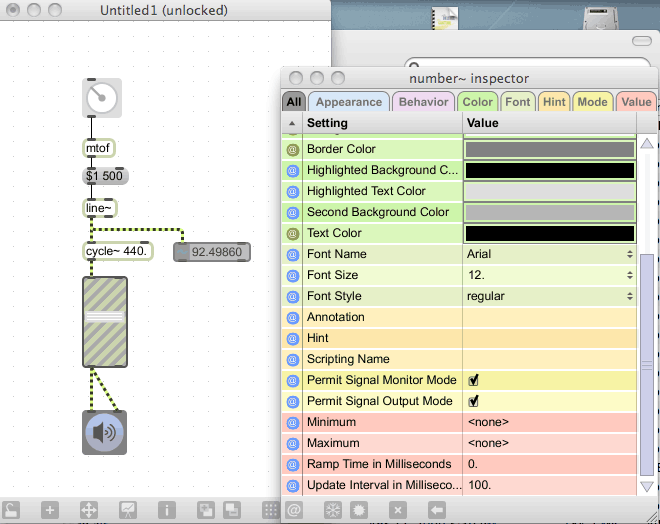 Untitled1 (unlocked)
mtof
$1 500
line~
cycle~ 440.
92.49860
number~ inspector
All Appearance Behavior Color Font Hint Mode Value
Setting Value
Border Color
Highlighted Background C...
Highlighted Text Color
Second Background Color
Text Color
Font Name Arial
Font Size 12.
Font Style regular
Annotation
Hint
Scripting Name
Permit Signal Monitor Mode
Permit Signal Output Mode
Minimum <none>
Maximum <none>
Ramp Time in Milliseconds 0.
Update Interval in Milliseco... 100.